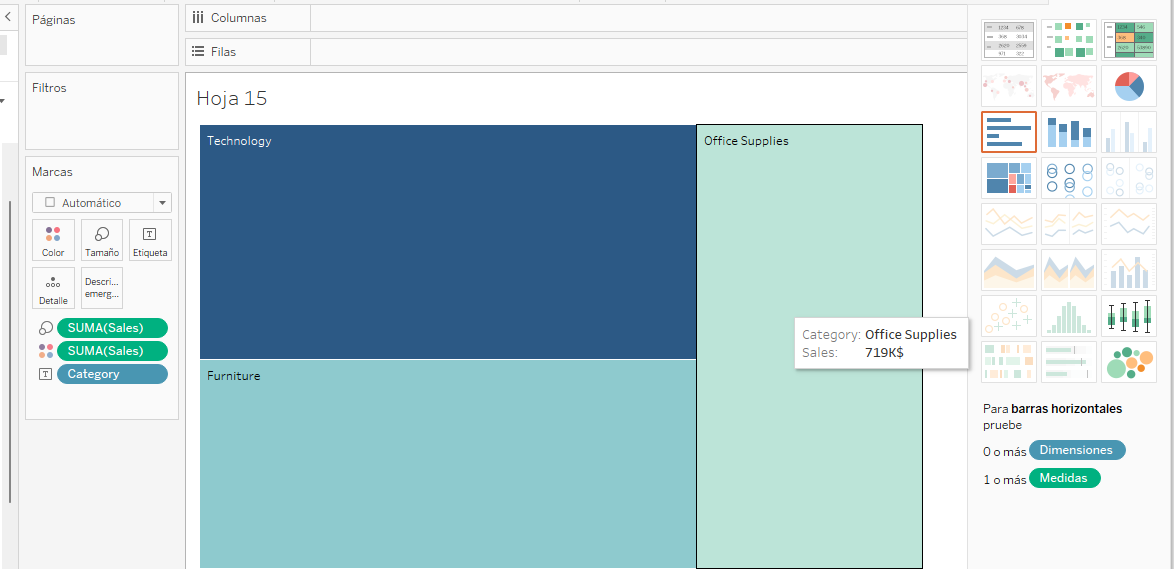 Páginas
Columnas
Filas
Filtros
Hoja 15
Technology
Office Supplies
Marcas
Automático
Color
Tamaño
Etiqueta
Detalle
Descri...
emerg...
SUMA(Sales)
SUMA(Sales)
Category
Furniture
Category: Office Supplies
Sales: 719K$
Para barras horizontales
pruebe
0 o más Dimensiones
1 o más Medidas